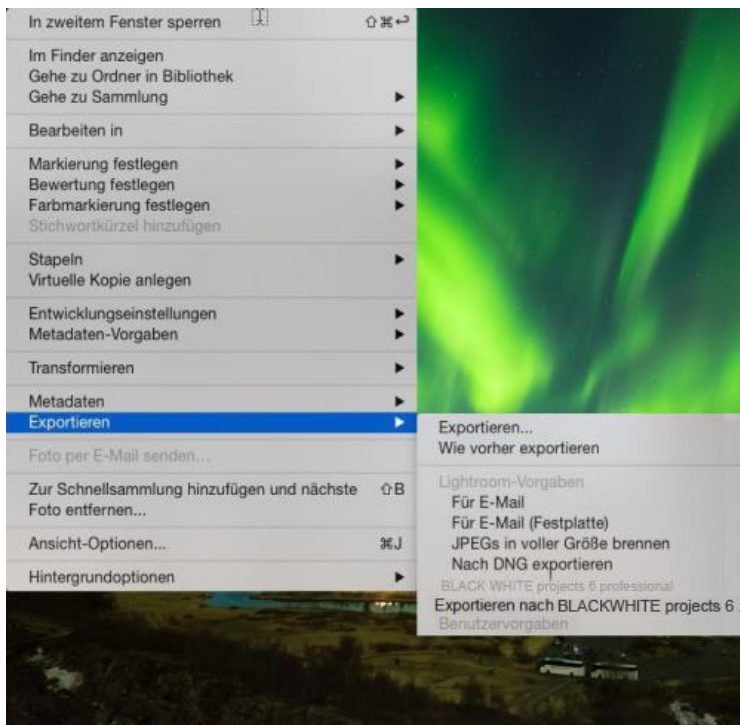 In zweitem Fenster sperren ⇧⌘↩
Im Finder anzeigen
Gehe zu Ordner in Bibliothek
Gehe zu Sammlung ▶
Bearbeiten in ▶
Markierung festlegen ▶
Bewertung festlegen ▶
Farbmarkierung festlegen ▶
Stichwortkürzel hinzufügen
Stapeln ▶
Virtuelle Kopie anlegen
Entwicklungseinstellungen ▶
Metadaten-Vorgaben ▶
Transformieren ▶
Metadaten ▶
Exportieren ▶
Foto per E-Mail senden...
Zur Schnellsammlung hinzufügen und nächste ⇧B
Foto entfernen...
Ansicht-Optionen... ⌘J
Hintergrundoptionen ▶
Exportieren...
Wie vorher exportieren
Lightroom-Vorgaben
Für E-Mail
Für E-Mail (Festplatte)
JPEGs in voller Größe brennen
Nach DNG exportieren
BLACK WHITE projects 6 professional
Exportieren nach BLACKWHITE projects 6
Benutzervorgaben